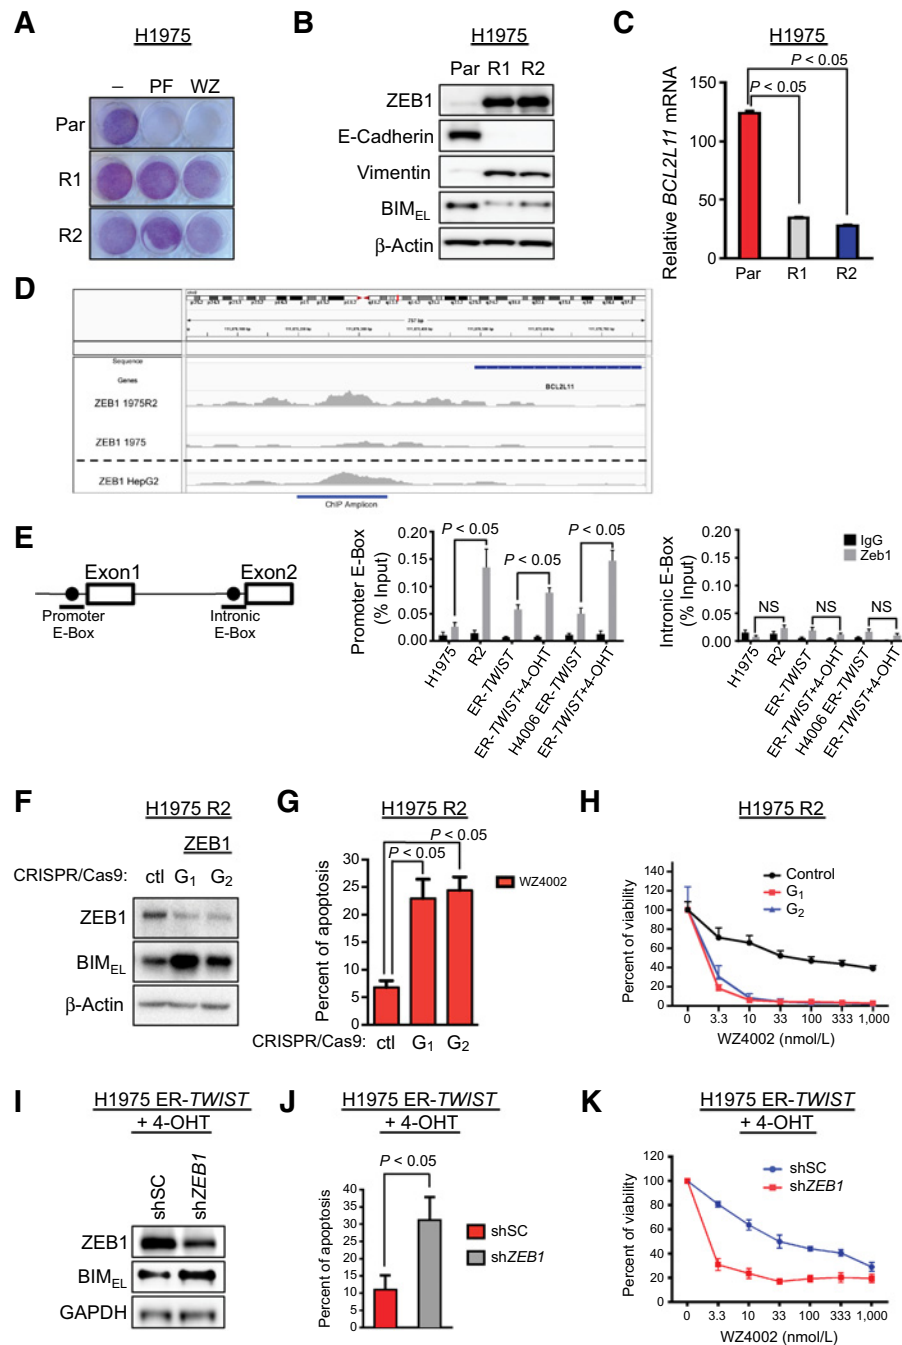 A
H1975
– PF WZ
Par
R1
R2
B
H1975
Par R1 R2
ZEB1
E-Cadherin
Vimentin
BIM_EL
β-Actin
C
H1975
P < 0.05
P < 0.05
Relative BCL2L11 mRNA
150
100
50
0
Par R1 R2
D
Sequence
Genes
BCL2L11
ZEB1 1975R2
ZEB1 1975
ZEB1 HepG2
ChIP Amplicon
E
Exon1
Exon2
Promoter E-Box
Intronic E-Box
Promoter E-Box (% Input)
0.20
0.15
0.10
0.05
0.00
P < 0.05
P < 0.05
P < 0.05
H1975
R2
ER-TWIST
ER-TWIST+4-OHT
H4006 ER-TWIST
ER-TWIST+4-OHT
Intronic E-Box (% Input)
0.20
0.15
0.10
0.05
0.00
IgG
Zeb1
NS
NS
NS
H1975
R2
ER-TWIST
ER-TWIST+4-OHT
H4006 ER-TWIST
ER-TWIST+4-OHT
F
H1975 R2
ZEB1
CRISPR/Cas9: ctl G1 G2
ZEB1
BIM_EL
β-Actin
G
H1975 R2
P < 0.05
P < 0.05
WZ4002
Percent of apoptosis
30
25
20
15
10
5
0
CRISPR/Cas9: ctl G1 G2
H
H1975 R2
Control
G1
G2
Percent of viability
140
120
100
80
60
40
20
0
0 3.3 10 33 100 333 1,000
WZ4002 (nmol/L)
I
H1975 ER-TWIST
+ 4-OHT
shSC
shZEB1
ZEB1
BIM_EL
GAPDH
J
H1975 ER-TWIST
+ 4-OHT
P < 0.05
shSC
shZEB1
Percent of apoptosis
40
35
30
25
20
15
10
5
0
K
H1975 ER-TWIST
+ 4-OHT
shSC
shZEB1
Percent of viability
120
100
80
60
40
20
0
0 3.3 10 33 100 333 1,000
WZ4002 (nmol/L)